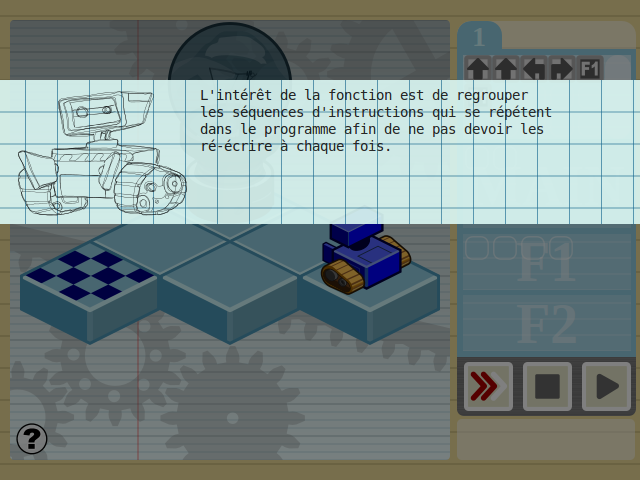 1
F1
L'intérêt de la fonction est de regrouper
les séquences d'instructions qui se répétent
dans le programme afin de ne pas devoir les
ré-écrire à chaque fois.
F1
F2
?